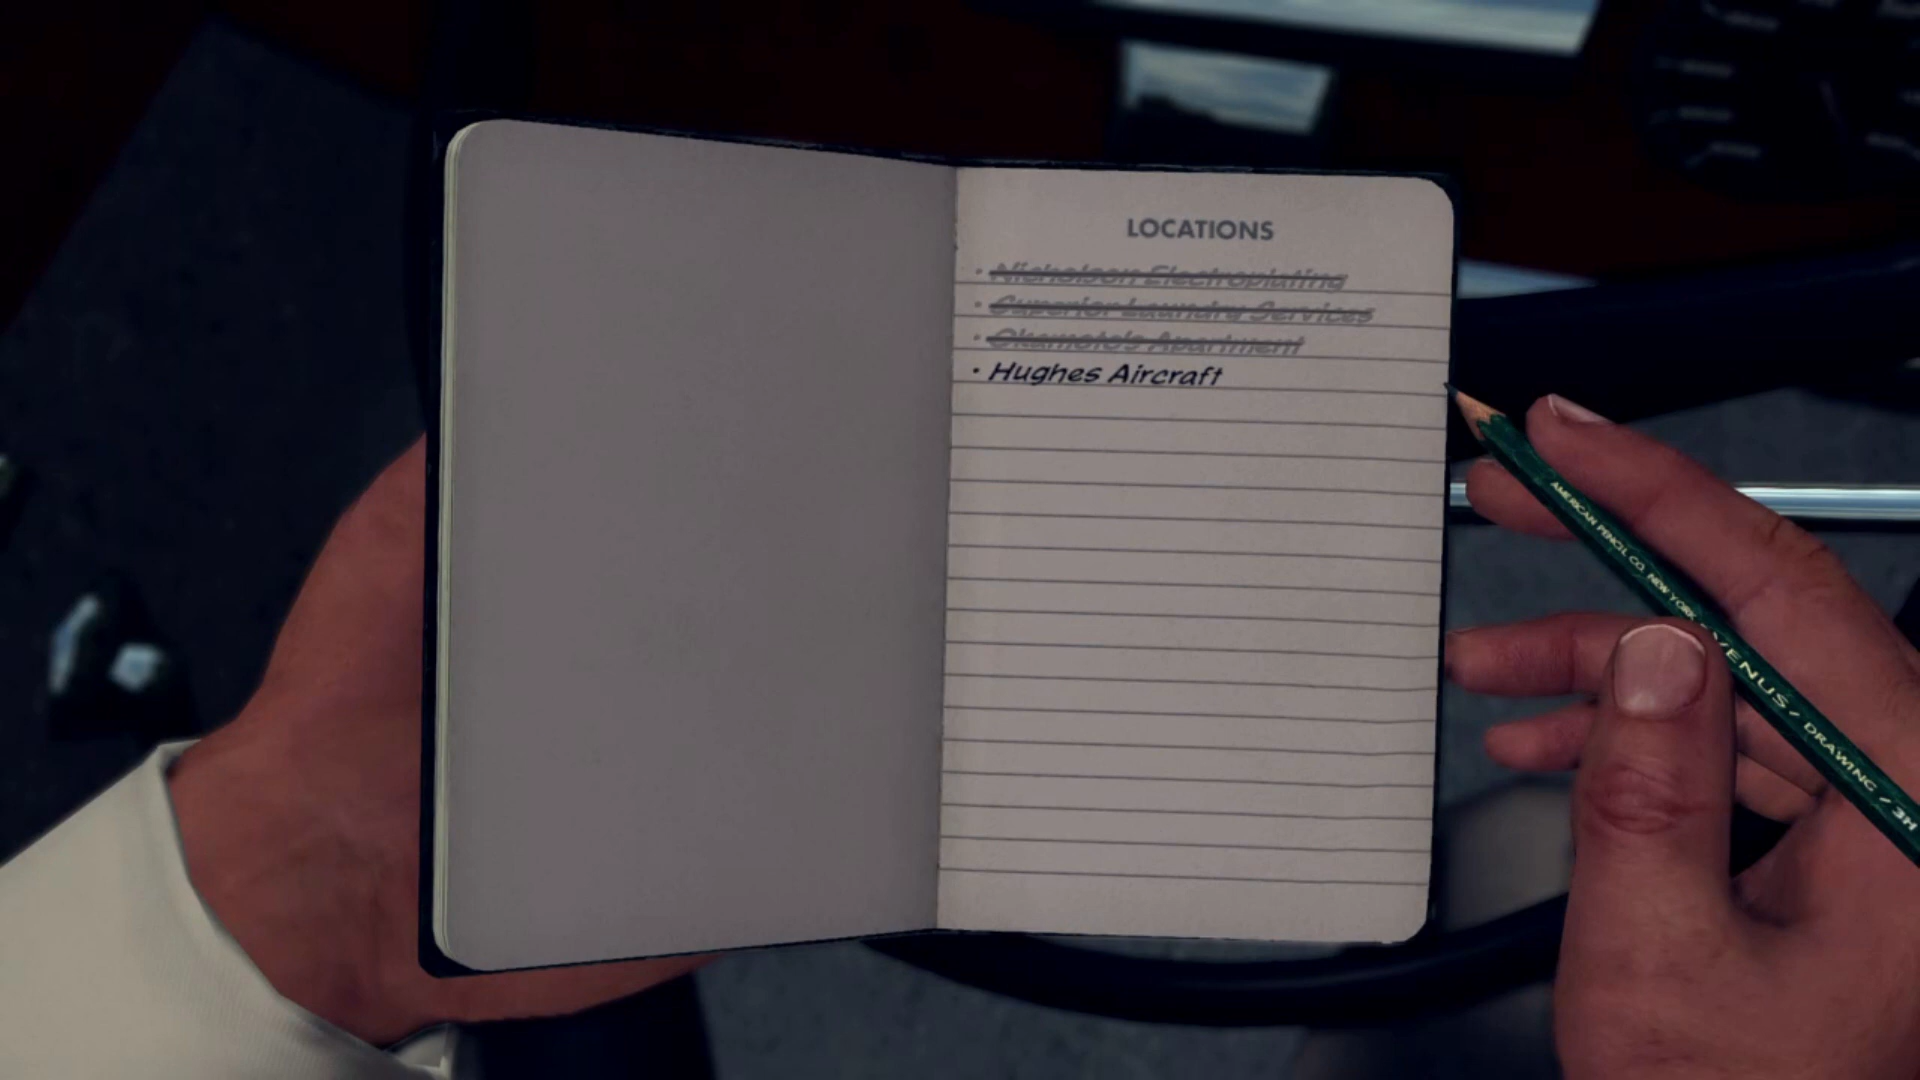 LOCATIONS
• Nicholson Electroplating
• Superior Laundry Services
• Okamoto's Apartment
• Hughes Aircraft
AMERICAN PENCIL CO. NEW YORK VENUS / DRAWING / 3H